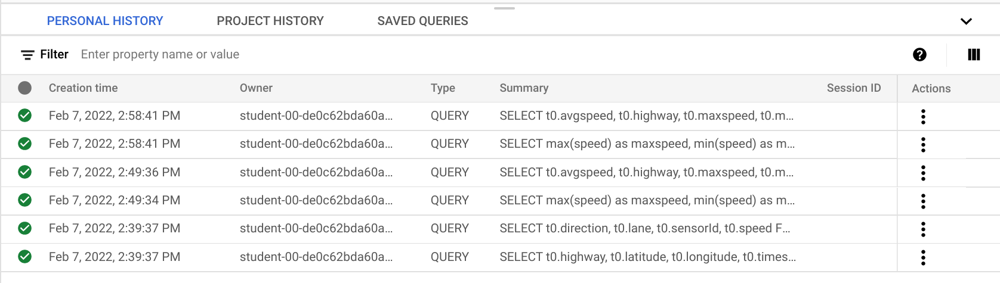 PERSONAL HISTORY PROJECT HISTORY SAVED QUERIES
Filter Enter property name or value
Creation time Owner Type Summary Session ID Actions
Feb 7, 2022, 2:58:41 PM student-00-de0c62bda60a... QUERY SELECT t0.avgspeed, t0.highway, t0.maxspeed, t0.m...
Feb 7, 2022, 2:58:41 PM student-00-de0c62bda60a... QUERY SELECT max(speed) as maxspeed, min(speed) as m...
Feb 7, 2022, 2:49:36 PM student-00-de0c62bda60a... QUERY SELECT t0.avgspeed, t0.highway, t0.maxspeed, t0.m...
Feb 7, 2022, 2:49:34 PM student-00-de0c62bda60a... QUERY SELECT max(speed) as maxspeed, min(speed) as m...
Feb 7, 2022, 2:39:37 PM student-00-de0c62bda60a... QUERY SELECT t0.direction, t0.lane, t0.sensorId, t0.speed F...
Feb 7, 2022, 2:39:37 PM student-00-de0c62bda60a... QUERY SELECT t0.highway, t0.latitude, t0.longitude, t0.times...